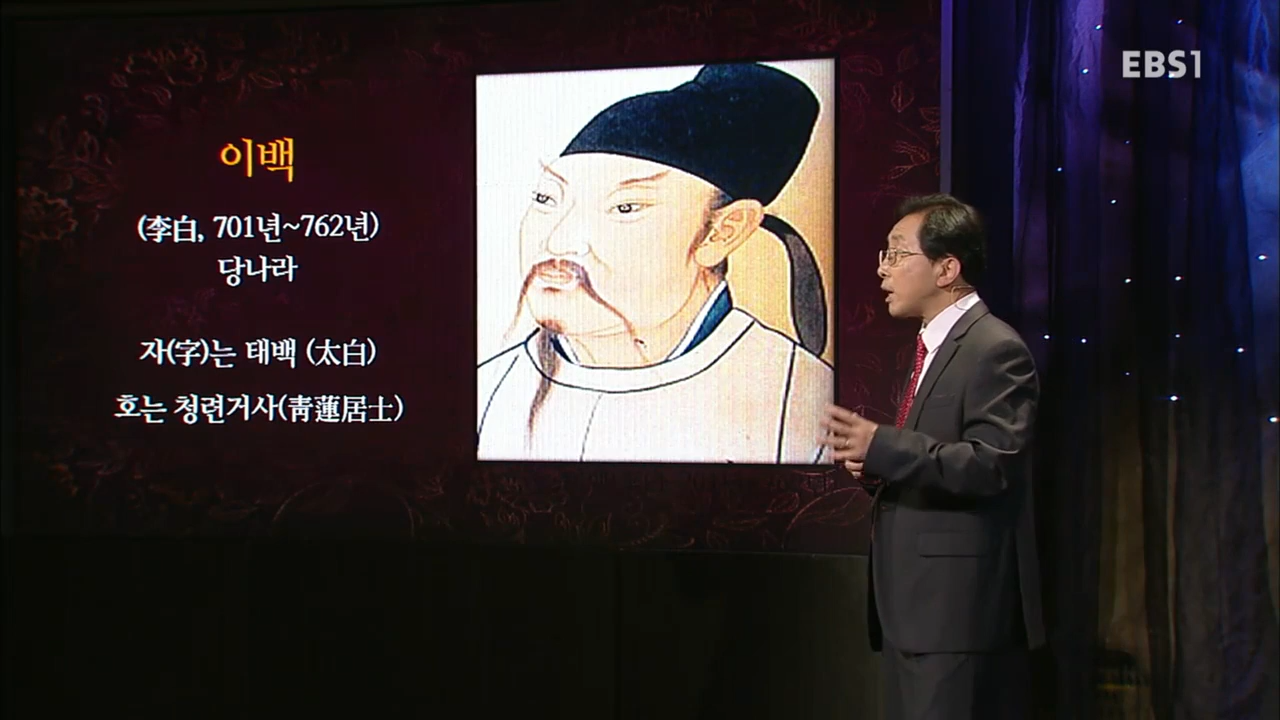 EBS1
이백
(李白, 701년~762년)
당나라
자(字)는 태백 (太白)
호는 청련거사(靑蓮居士)